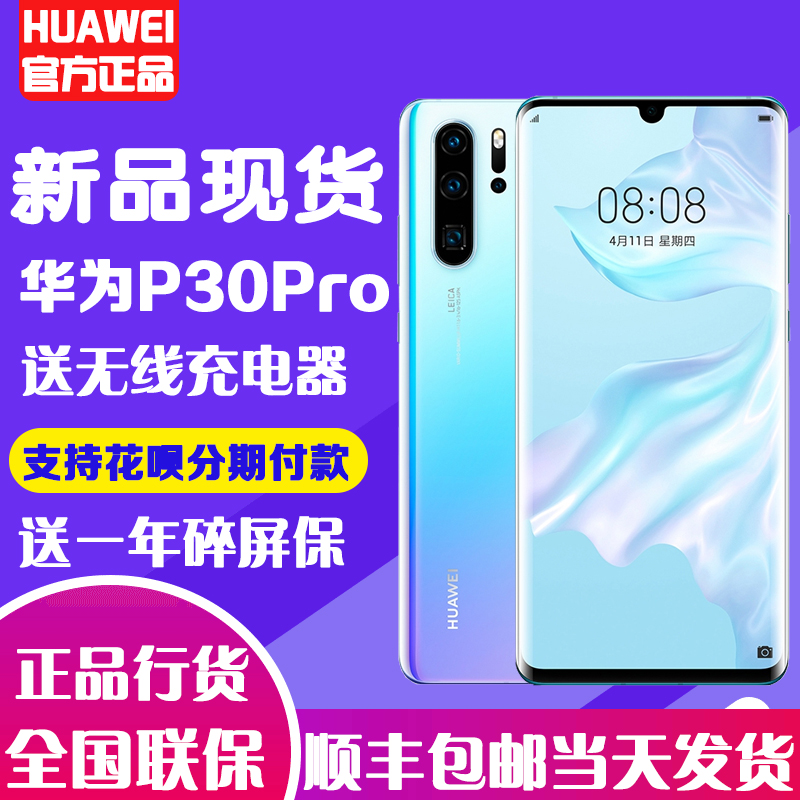 HUAWEI
官方正品
新品现货
华为P30Pro
送无线充电器
支持花呗分期付款
送一年碎屏保
正品行货
全国联保
顺丰包邮当天发货
LEICA
HUAWEI
08:08
4月11日 星期四